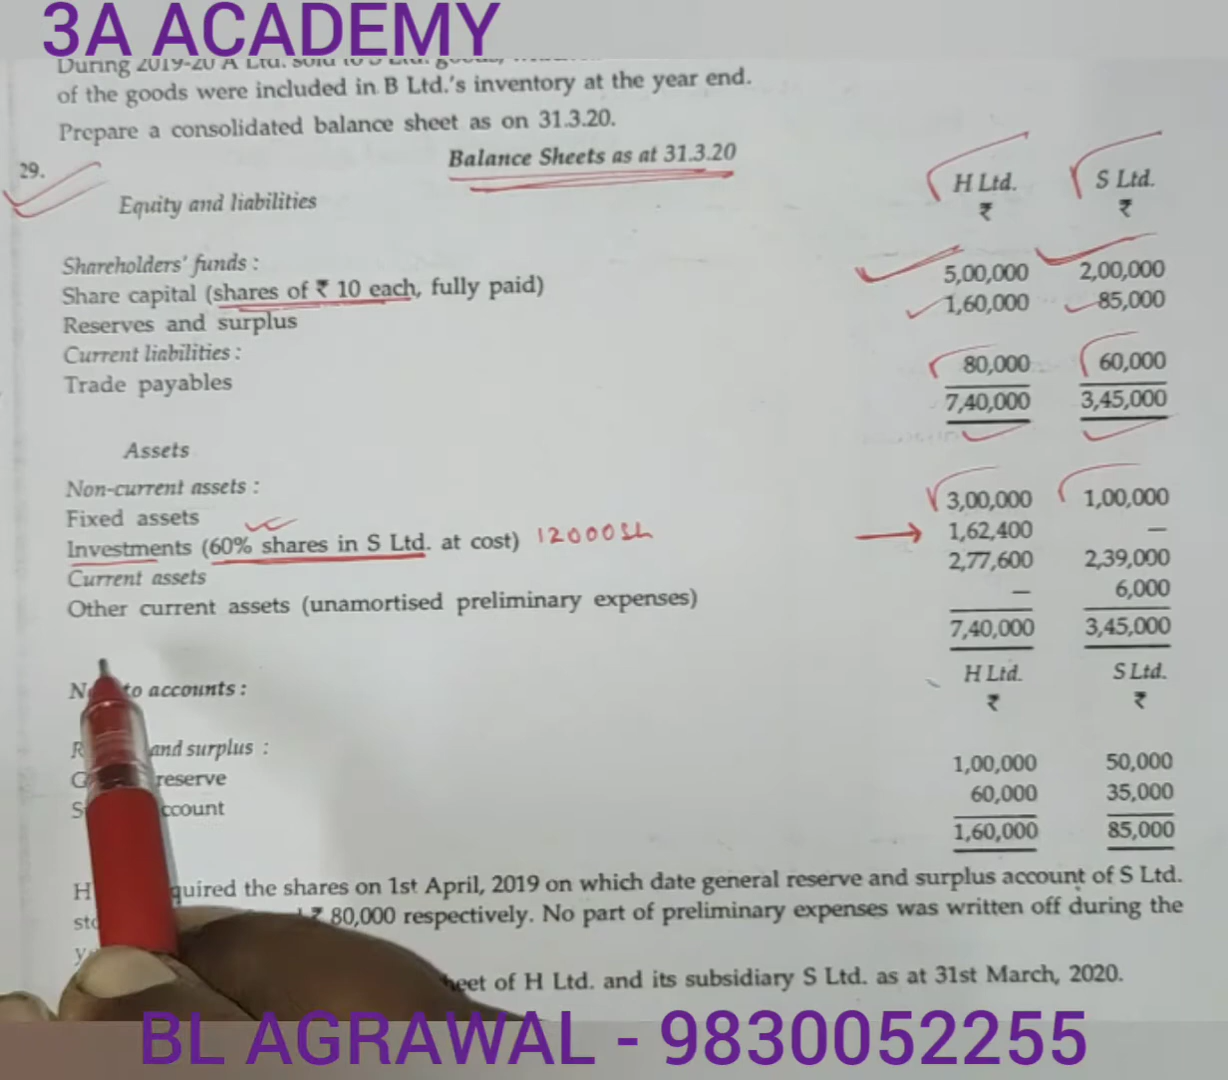 3A ACADEMY
During 2019-20 A Ltd. sold to
of the goods were included in B Ltd.'s inventory at the year end.
Prepare a consolidated balance sheet as on 31.3.20.
29.
Balance Sheets as at 31.3.20
Equity and liabilities H Ltd. S Ltd.
₹ ₹
Shareholders' funds :
Share capital (shares of ₹ 10 each, fully paid) 5,00,000 2,00,000
Reserves and surplus 1,60,000 85,000
Current liabilities :
Trade payables 80,000 60,000
7,40,000 3,45,000
Assets
Non-current assets :
Fixed assets 3,00,000 1,00,000
Investments (60% shares in S Ltd. at cost) 12000Sh 1,62,400 —
Current assets 2,77,600 2,39,000
Other current assets (unamortised preliminary expenses) — 6,000
7,40,000 3,45,000
to accounts : H Ltd. S Ltd.
₹ ₹
and surplus :
reserve 1,00,000 50,000
60,000 35,000
1,60,000 85,000
H the shares on 1st April, 2019 on which date general reserve and surplus account of S Ltd.
₹ 80,000 respectively. No part of preliminary expenses was written off during the
of H Ltd. and its subsidiary S Ltd. as at 31st March, 2020.
BL AGRAWAL - 9830052255